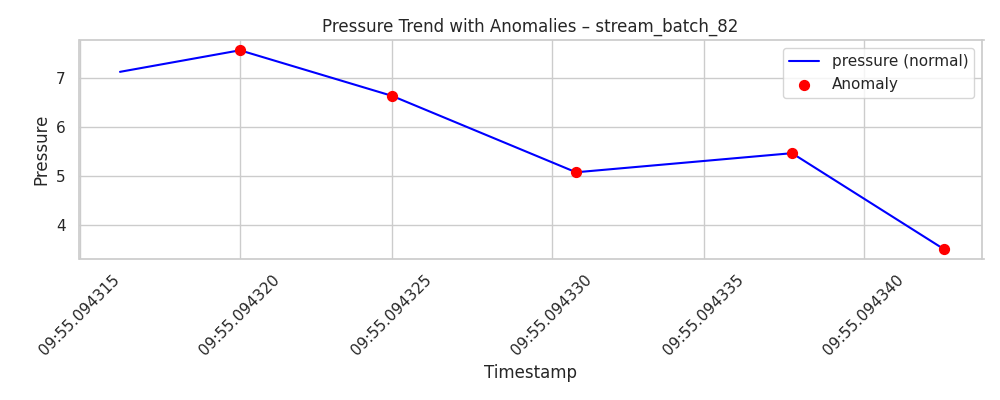 Pressure Trend with Anomalies – stream_batch_82
pressure (normal)
Anomaly
Pressure
7
6
5
4
09:55.094315
09:55.094320
09:55.094325
09:55.094330
09:55.094335
09:55.094340
Timestamp